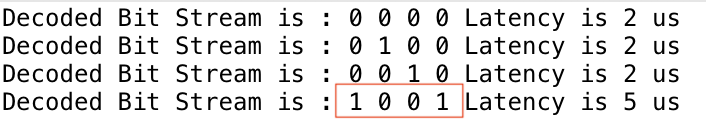 Decoded Bit Stream is : 0 0 0 0 Latency is 2 us
Decoded Bit Stream is : 0 1 0 0 Latency is 2 us
Decoded Bit Stream is : 0 0 1 0 Latency is 2 us
Decoded Bit Stream is : 1 0 0 1 Latency is 5 us